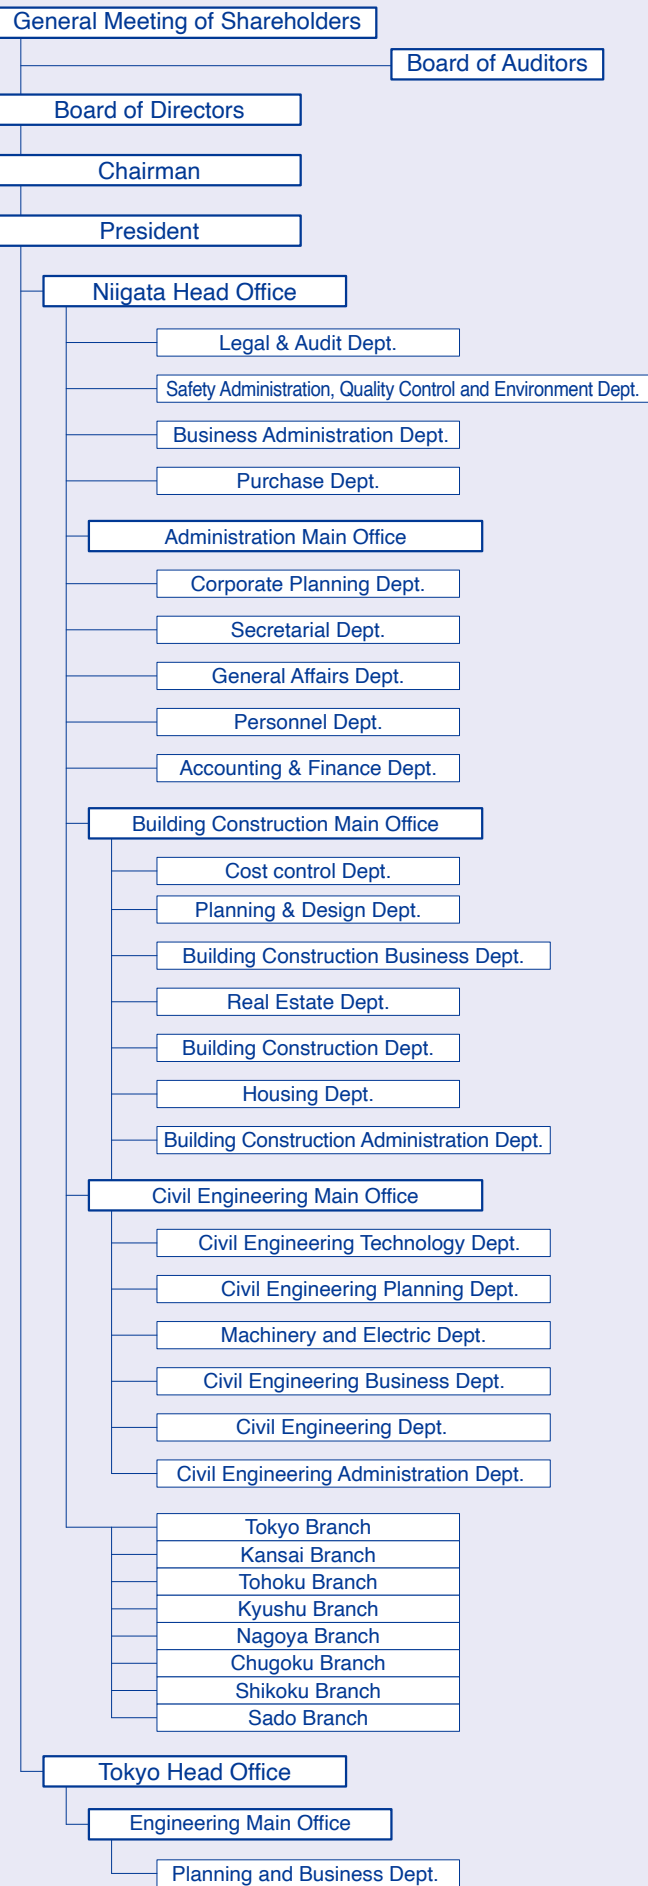 General Meeting of Shareholders
Board of Auditors
Board of Directors
Chairman
President
Niigata Head Office
Legal & Audit Dept.
Safety Administration, Quality Control and Environment Dept.
Business Administration Dept.
Purchase Dept.
Administration Main Office
Corporate Planning Dept.
Secretarial Dept.
General Affairs Dept.
Personnel Dept.
Accounting & Finance Dept.
Building Construction Main Office
Cost control Dept.
Planning & Design Dept.
Building Construction Business Dept.
Real Estate Dept.
Building Construction Dept.
Housing Dept.
Building Construction Administration Dept.
Civil Engineering Main Office
Civil Engineering Technology Dept.
Civil Engineering Planning Dept.
Machinery and Electric Dept.
Civil Engineering Business Dept.
Civil Engineering Dept.
Civil Engineering Administration Dept.
Tokyo Branch
Kansai Branch
Tohoku Branch
Kyushu Branch
Nagoya Branch
Chugoku Branch
Shikoku Branch
Sado Branch
Tokyo Head Office
Engineering Main Office
Planning and Business Dept.